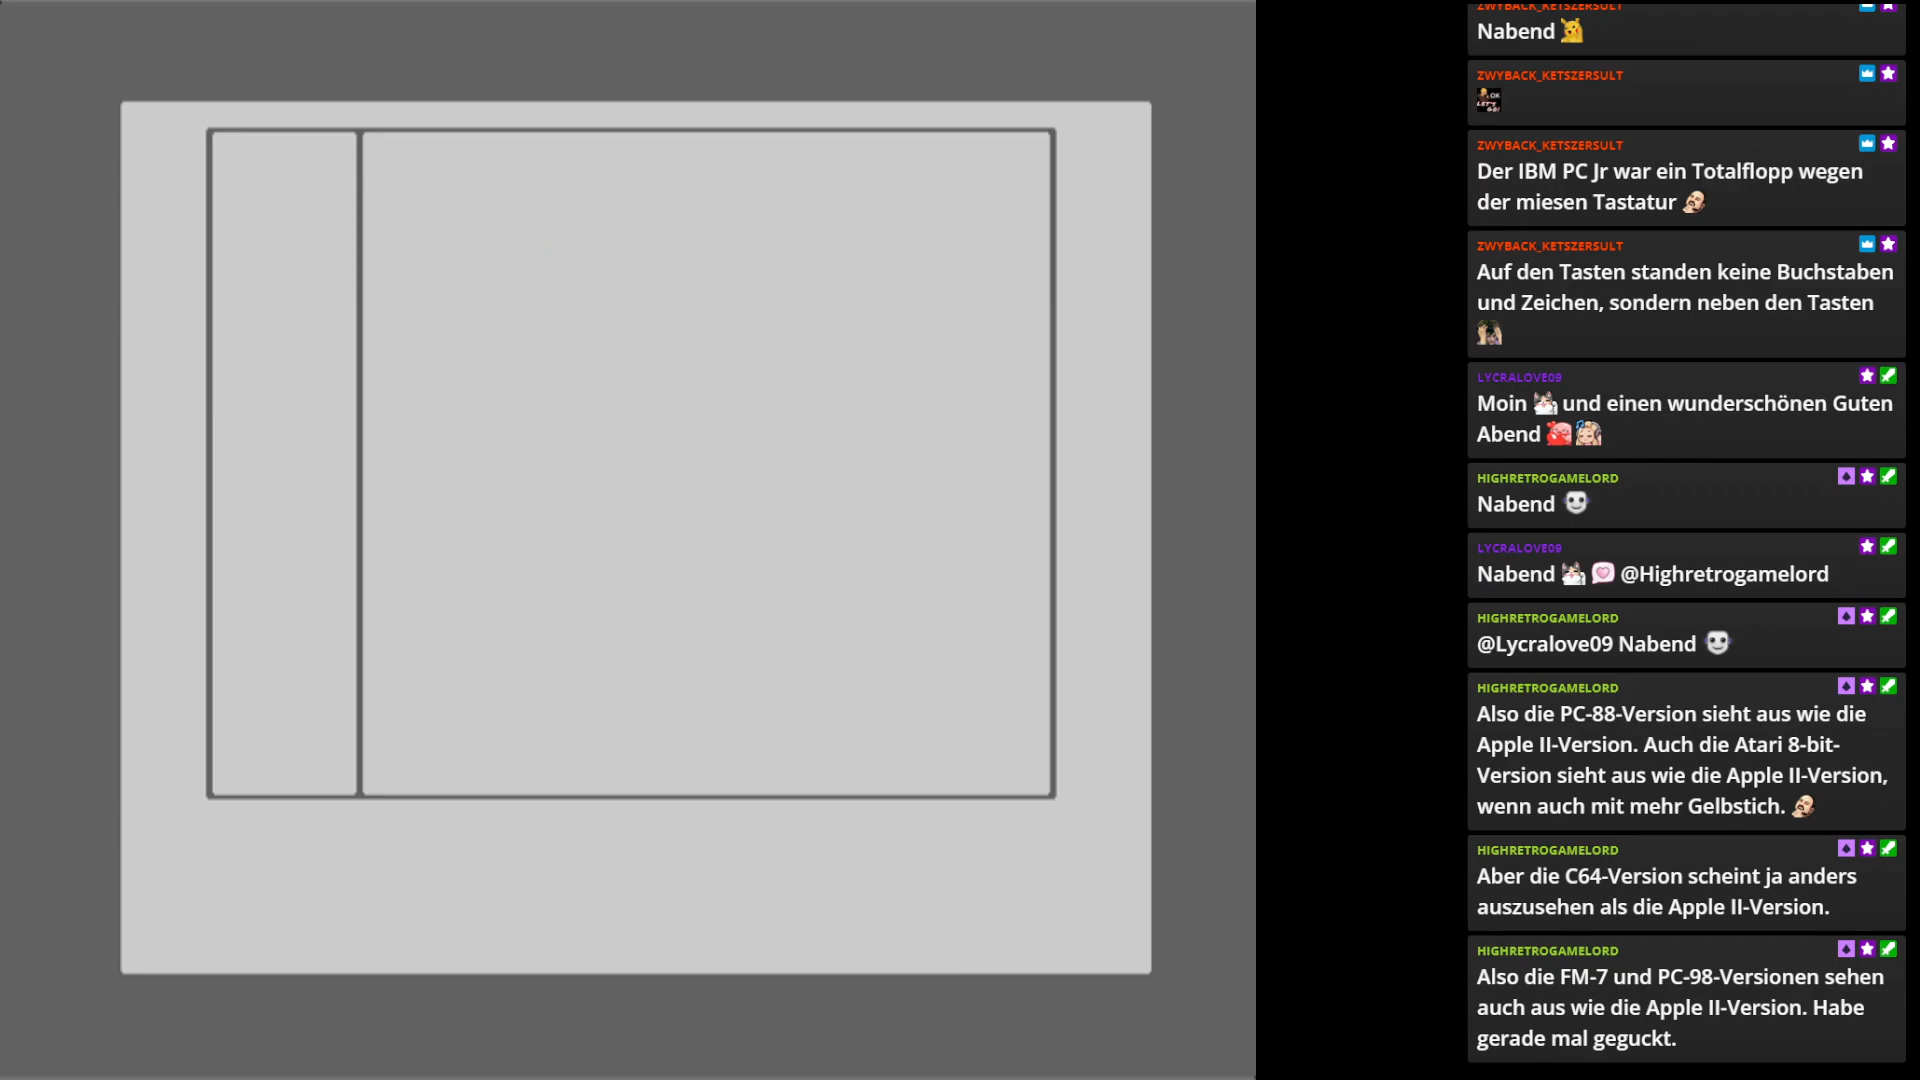 ZWYBACK_KETSZERSULT
Nabend
ZWYBACK_KETSZERSULT
OK
LET'S
GO!
ZWYBACK_KETSZERSULT
Der IBM PC Jr war ein Totalflopp wegen
der miesen Tastatur
ZWYBACK_KETSZERSULT
Auf den Tasten standen keine Buchstaben
und Zeichen, sondern neben den Tasten
LYCRALOVE09
Moin und einen wunderschönen Guten
Abend
HIGHRETROGAMELORD
Nabend
LYCRALOVE09
Nabend @Highretrogamelord
HIGHRETROGAMELORD
@Lycralove09 Nabend
HIGHRETROGAMELORD
Also die PC-88-Version sieht aus wie die
Apple II-Version. Auch die Atari 8-bit-
Version sieht aus wie die Apple II-Version,
wenn auch mit mehr Gelbstich.
HIGHRETROGAMELORD
Aber die C64-Version scheint ja anders
auszusehen als die Apple II-Version.
HIGHRETROGAMELORD
Also die FM-7 und PC-98-Versionen sehen
auch aus wie die Apple II-Version. Habe
gerade mal geguckt.